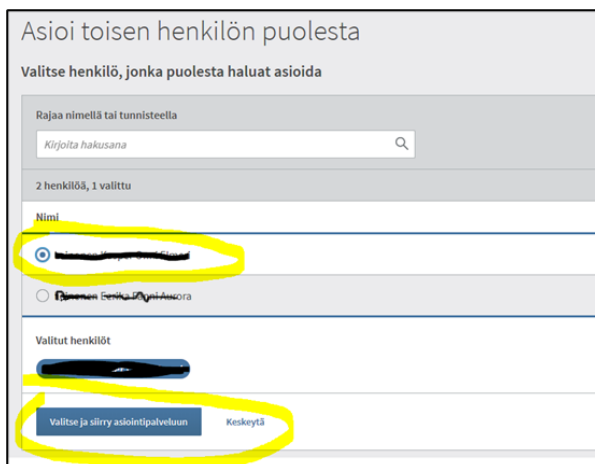 Asioi toisen henkilön puolesta
Valitse henkilö, jonka puolesta haluat asioida
Rajaa nimellä tai tunnisteella
Kirjoita hakusana
2 henkilöä, 1 valittu
Nimi
Aurora
Valitut henkilöt
Valitse ja siirry asiointipalveluun Keskeytä